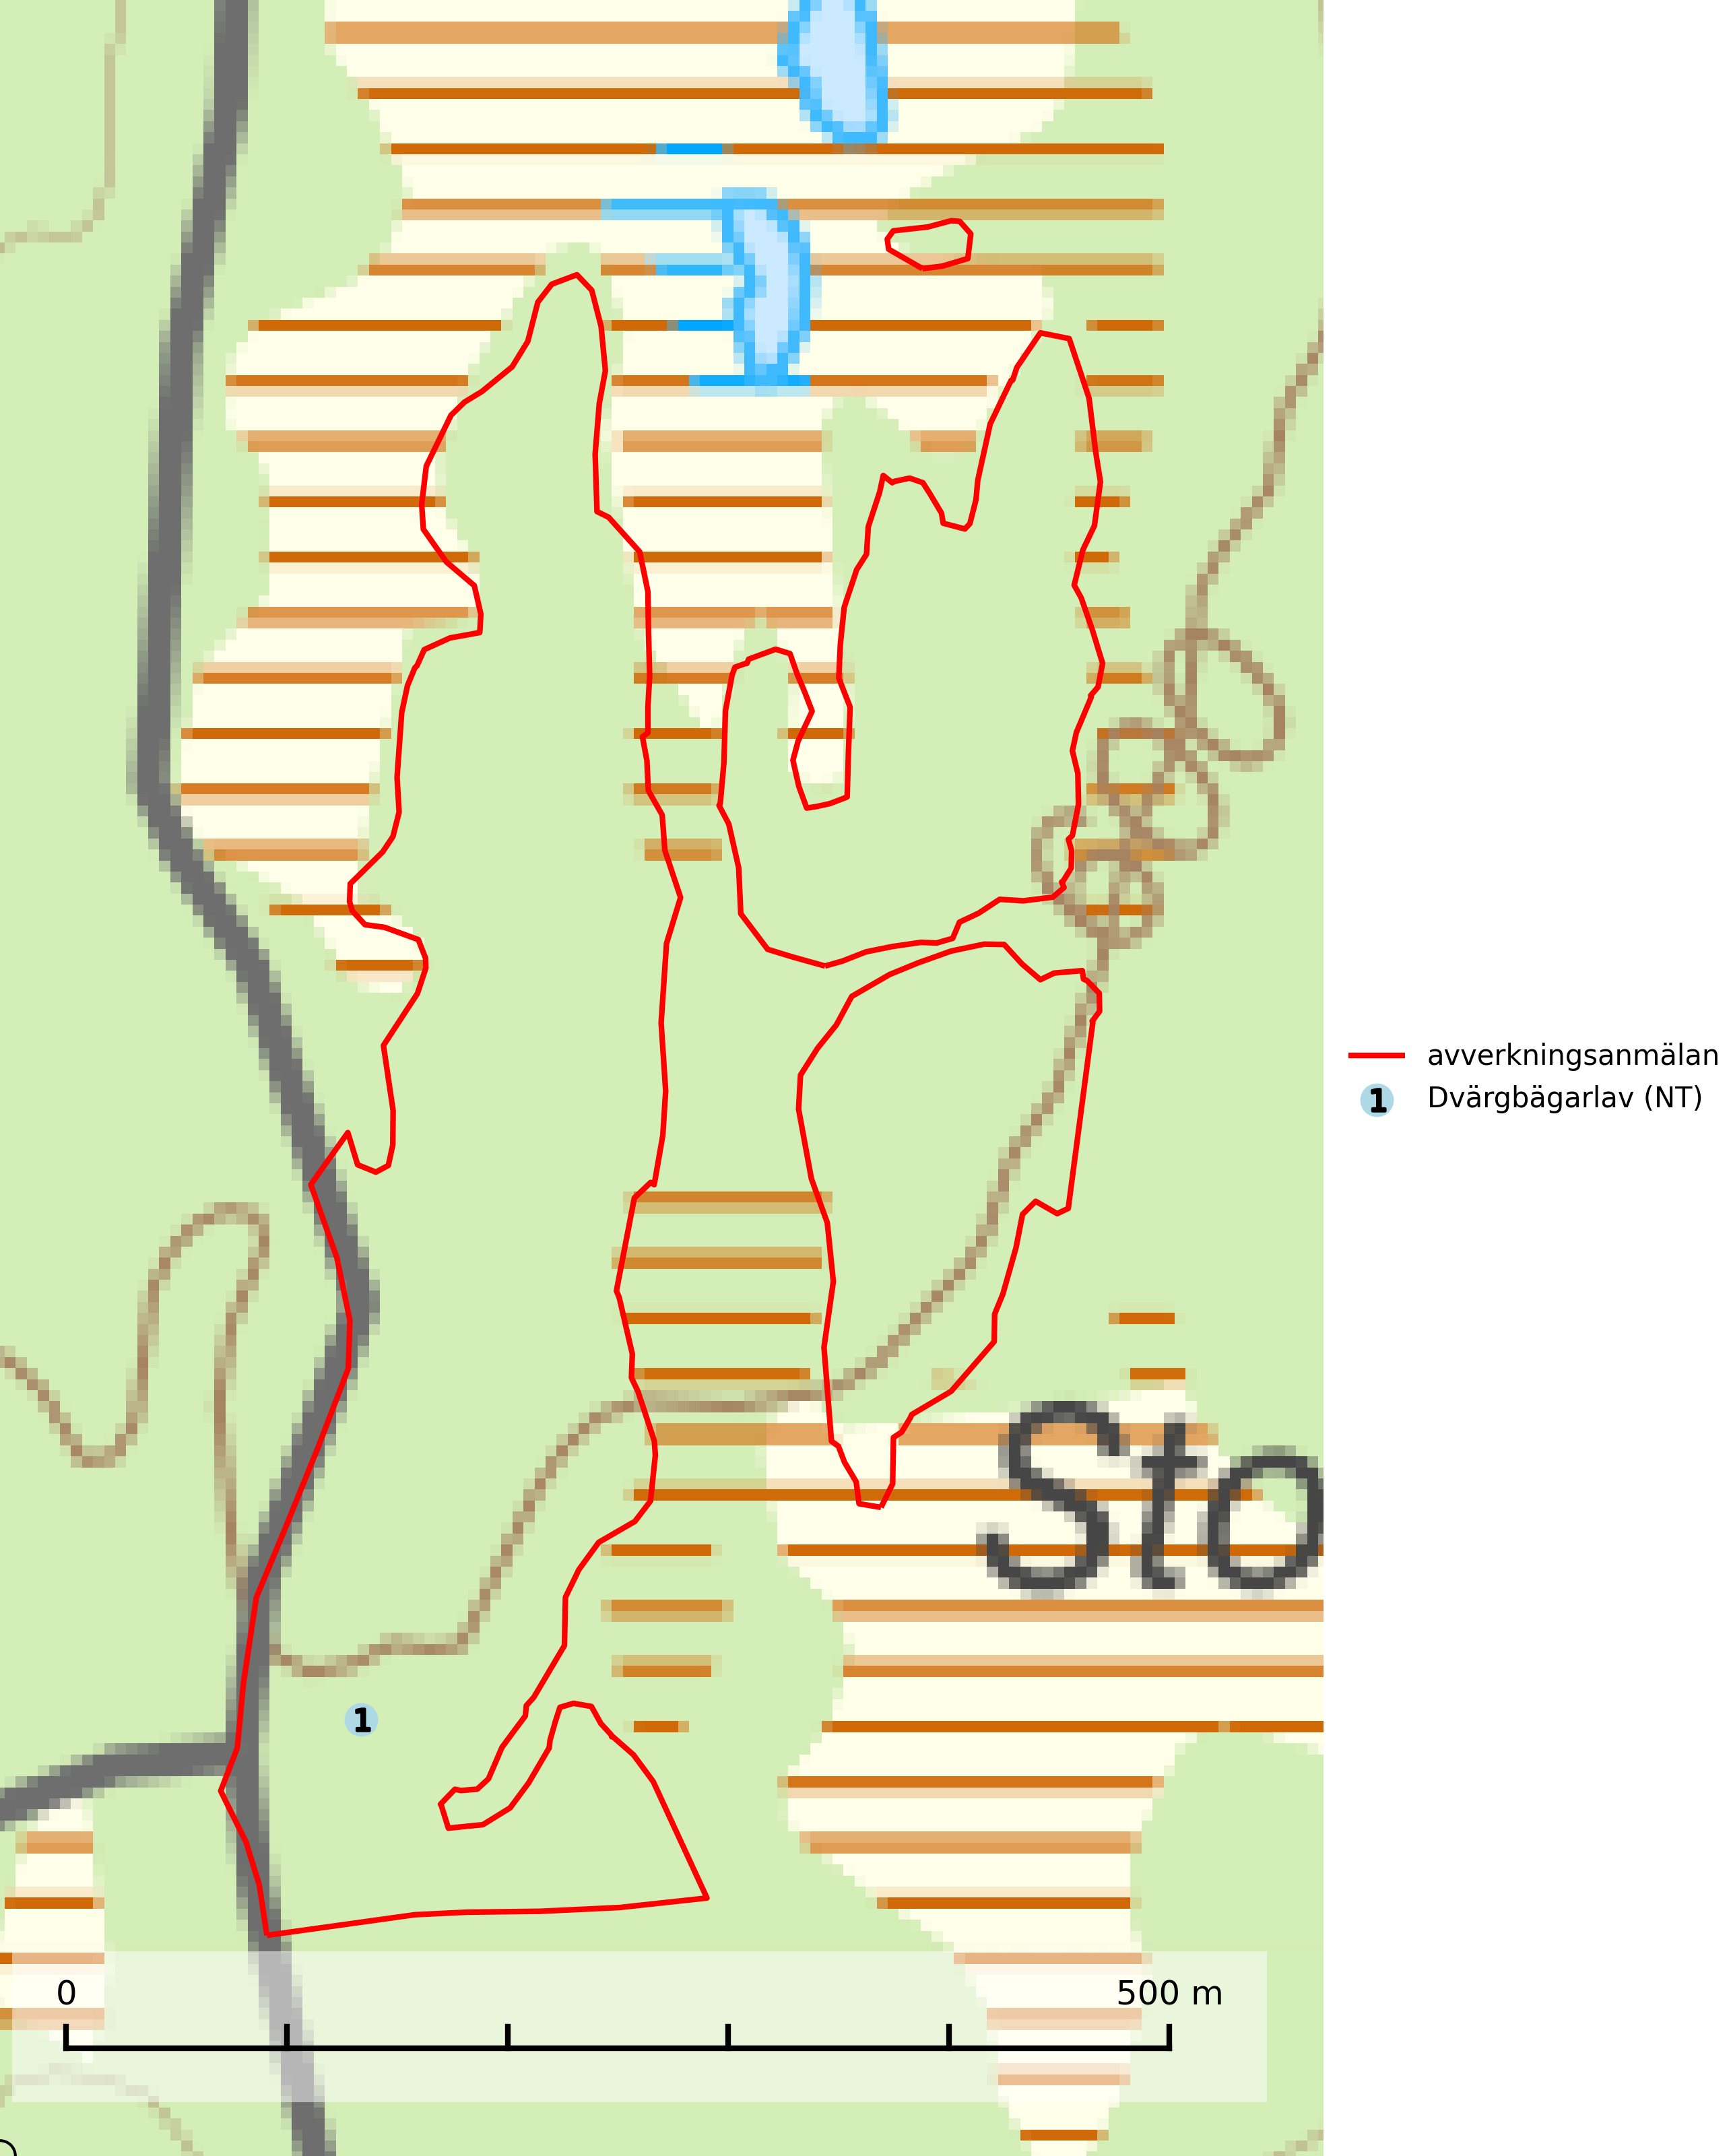 avverkningsanmälan
1 Dvärgbägarlav (NT)
Sto
1
0 500 m